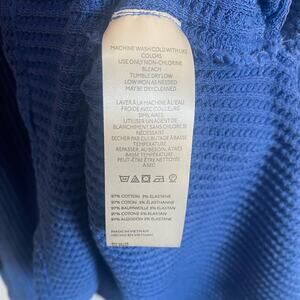 MACHINE WASH COLD WITH LIKE
COLORS
USE ONLY NON-CHLORINE
BLEACH
TUMBLE DRY LOW
LOW IRON AS NEEDED
MAY BE DRYCLEANED
LAVER À LA MACHINE À L'EAU
FROIDE AVEC COULEURS
SIMILAIRES
UTILISER UN AGENT DE
BLANCHIMENT SANS CHLORE SI
NÉCESSAIRE
SÉCHER PAR CULBUTAGE À BASSE
TEMPÉRATURE
REPASSER, AU BESOIN, À
BASSE TEMPÉRATURE
PEUT-ÊTRE ÊTRE NETTOYÉ
À SEC
97% COTTON 3% ELASTANE
97% COTON 3% ÉLASTHANNE
97% BAUMWOLLE 3% ELASTAN
97% COTONE 3% ELASTAN
97% ALGODÓN 3% ELASTANO
MADE IN VIETNAM